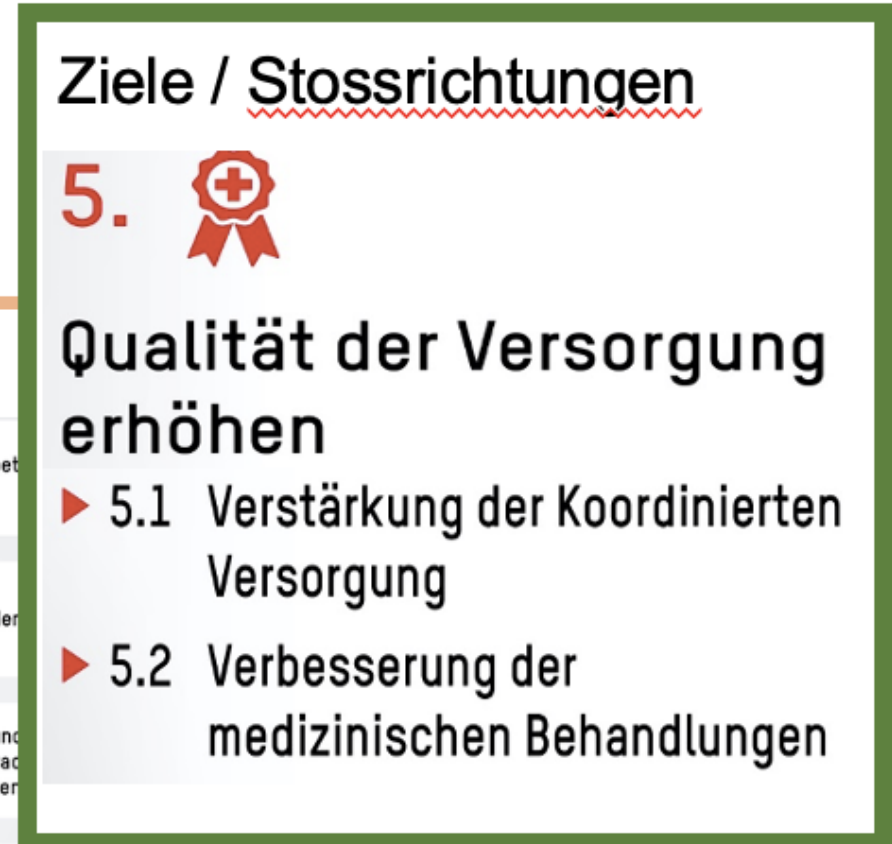 Ziele / Stossrichtungen
5.
Qualität der Versorgung
erhöhen
5.1 Verstärkung der Koordinierten
Versorgung
5.2 Verbesserung der
medizinischen Behandlungen